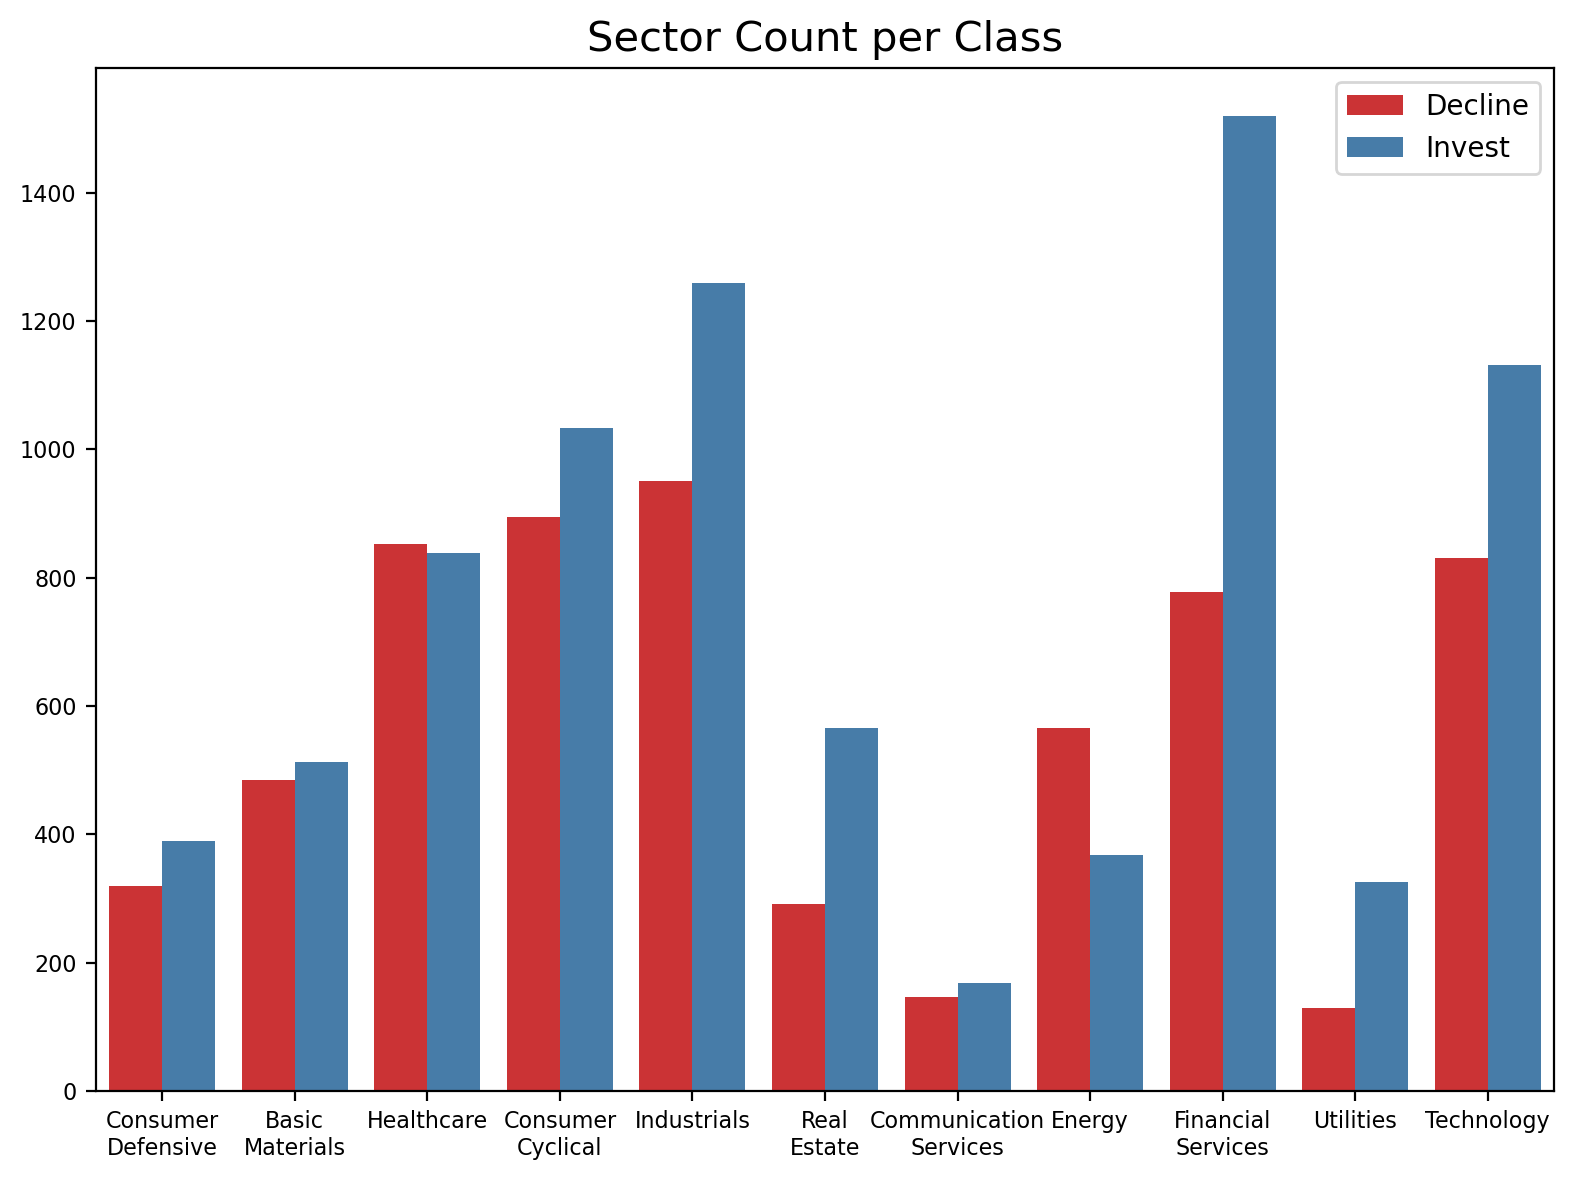 Sector Count per Class
Decline
Invest
1400
1200
1000
800
600
400
200
0
Consumer
Defensive
Basic
Materials
Healthcare
Consumer
Cyclical
Industrials
Real
Estate
Communication
Services
Energy
Financial
Services
Utilities
Technology